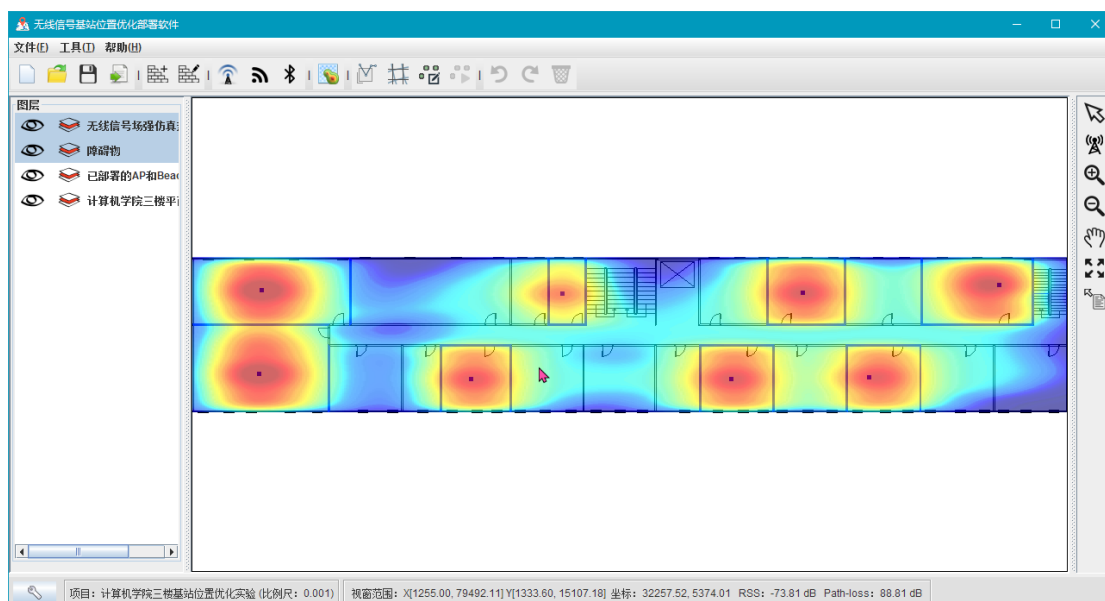 无线信号基站位置优化部署软件
文件(F) 工具(T) 帮助(H)
图层
无线信号场强仿真
障碍物
已部署的AP和Bea
计算机学院三楼平
项目：计算机学院三楼基站位置优化实验 (比例尺：0.001)
视窗范围：X[1255.00, 79492.11] Y[1333.60, 15107.18] 坐标：32257.52, 5374.01 RSS: -73.81 dB Path-loss: 88.81 dB